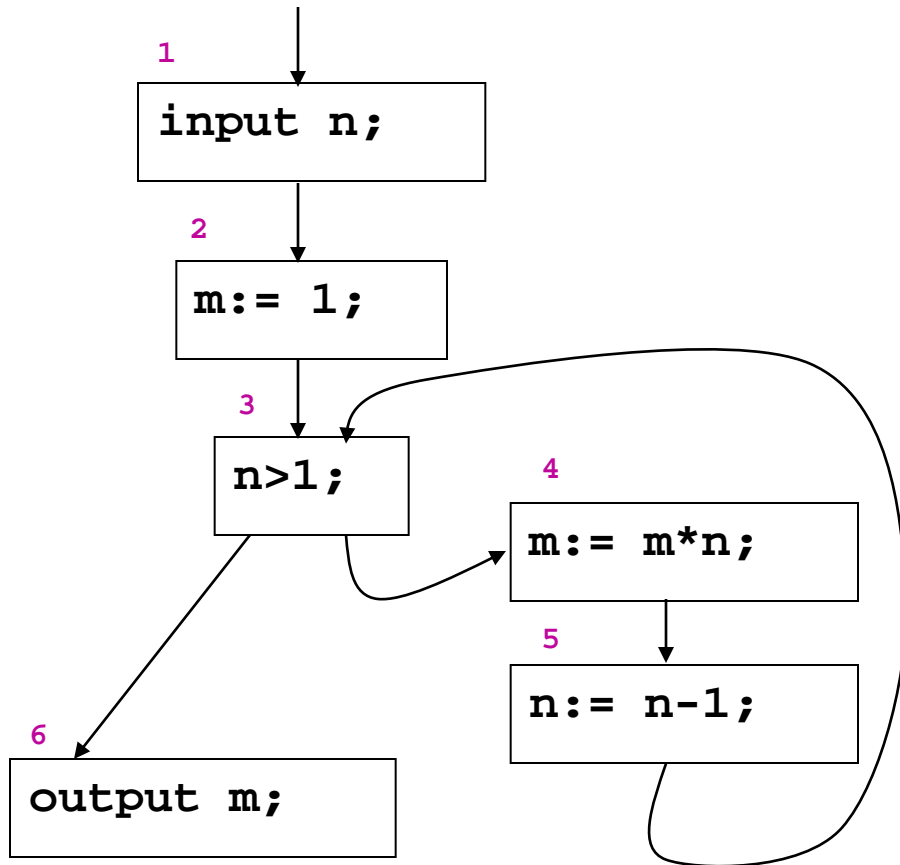 1
input n;
2
m:= 1;
3
n>1;
4
m:= m*n;
5
n:= n-1;
6
output m;